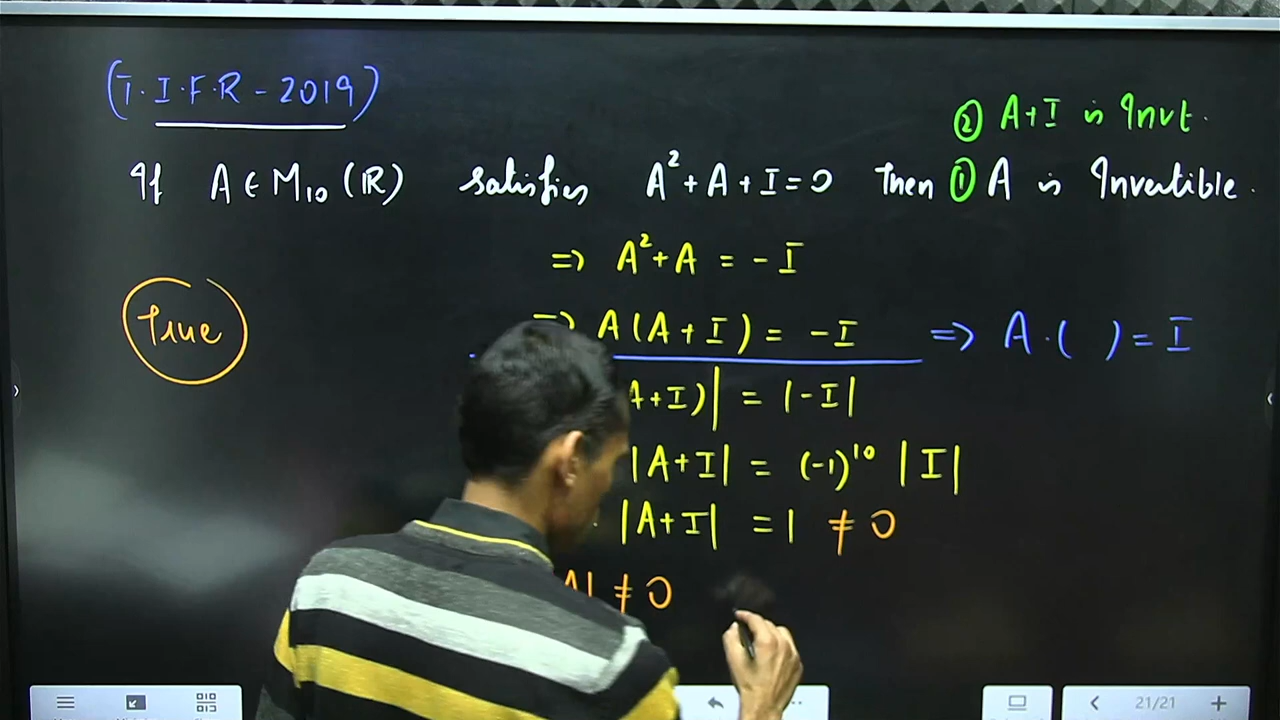 (T.I.F.R - 2019)
② A+I is Invt.
If A ∈ M₁₀(ℝ) satisfies A² + A + I = 0 Then ① A is Invertible.
⇒ A² + A = - I
True
⇒ A(A + I) = - I ⇒ A·( ) = I
A+I)| = |-I|
|A+I| = (-1)¹⁰ |I|
|A+I| = 1 ≠ 0
A| ≠ 0
21/21